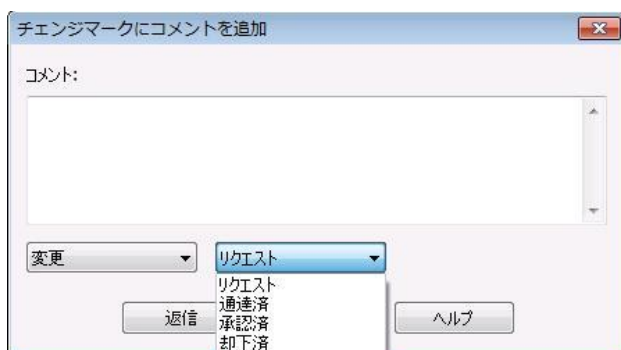 チェンジマークにコメントを追加
コメント:
変更 リクエスト
リクエスト
通達済
承認済
却下済
返信 ヘルプ